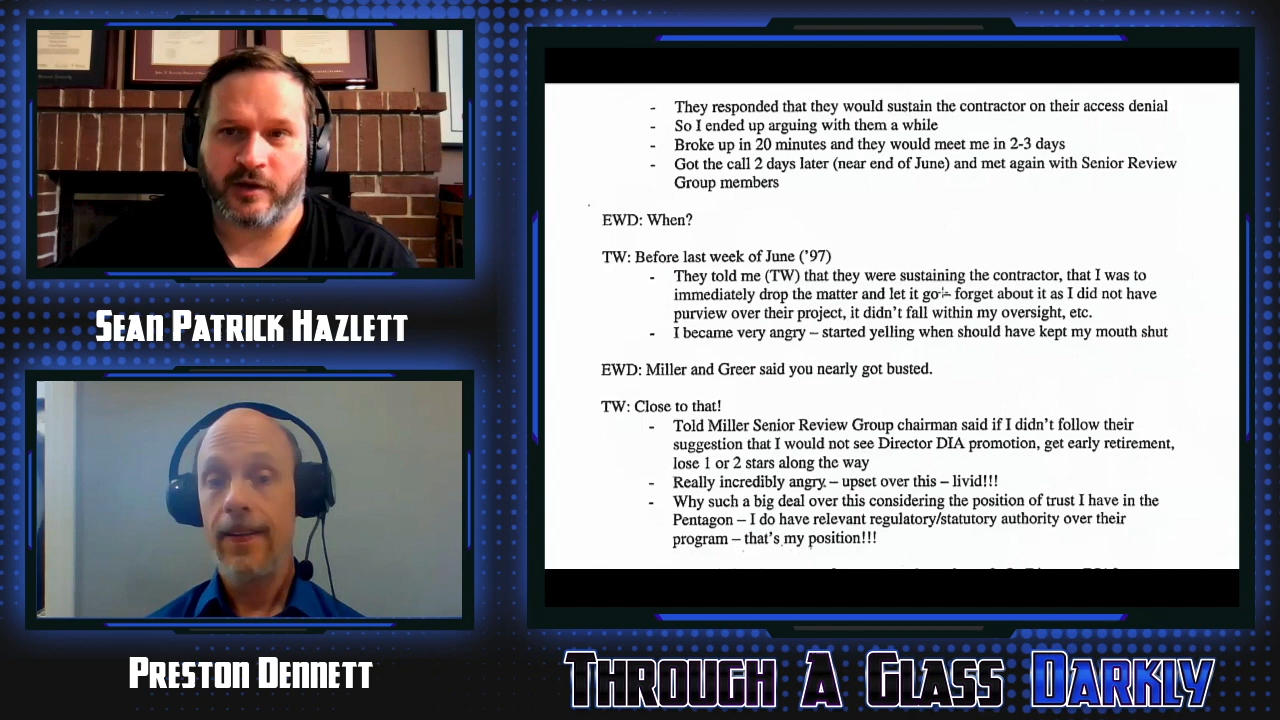 - They responded that they would sustain the contractor on their access denial
- So I ended up arguing with them a while
- Broke up in 20 minutes and they would meet me in 2-3 days
- Got the call 2 days later (near end of June) and met again with Senior Review
Group members
EWD: When?
TW: Before last week of June ('97)
- They told me (TW) that they were sustaining the contractor, that I was to
immediately drop the matter and let it go – forget about it as I did not have
purview over their project, it didn't fall within my oversight, etc.
- I became very angry – started yelling when should have kept my mouth shut
EWD: Miller and Greer said you nearly got busted.
TW: Close to that!
- Told Miller Senior Review Group chairman said if I didn't follow their
suggestion that I would not see Director DIA promotion, get early retirement,
lose 1 or 2 stars along the way
- Really incredibly angry – upset over this – livid!!!
- Why such a big deal over this considering the position of trust I have in the
Pentagon – I do have relevant regulatory/statutory authority over their
program – that's my position!!!
Sean Patrick Hazlett
Preston Dennett
Through A Glass Darkly